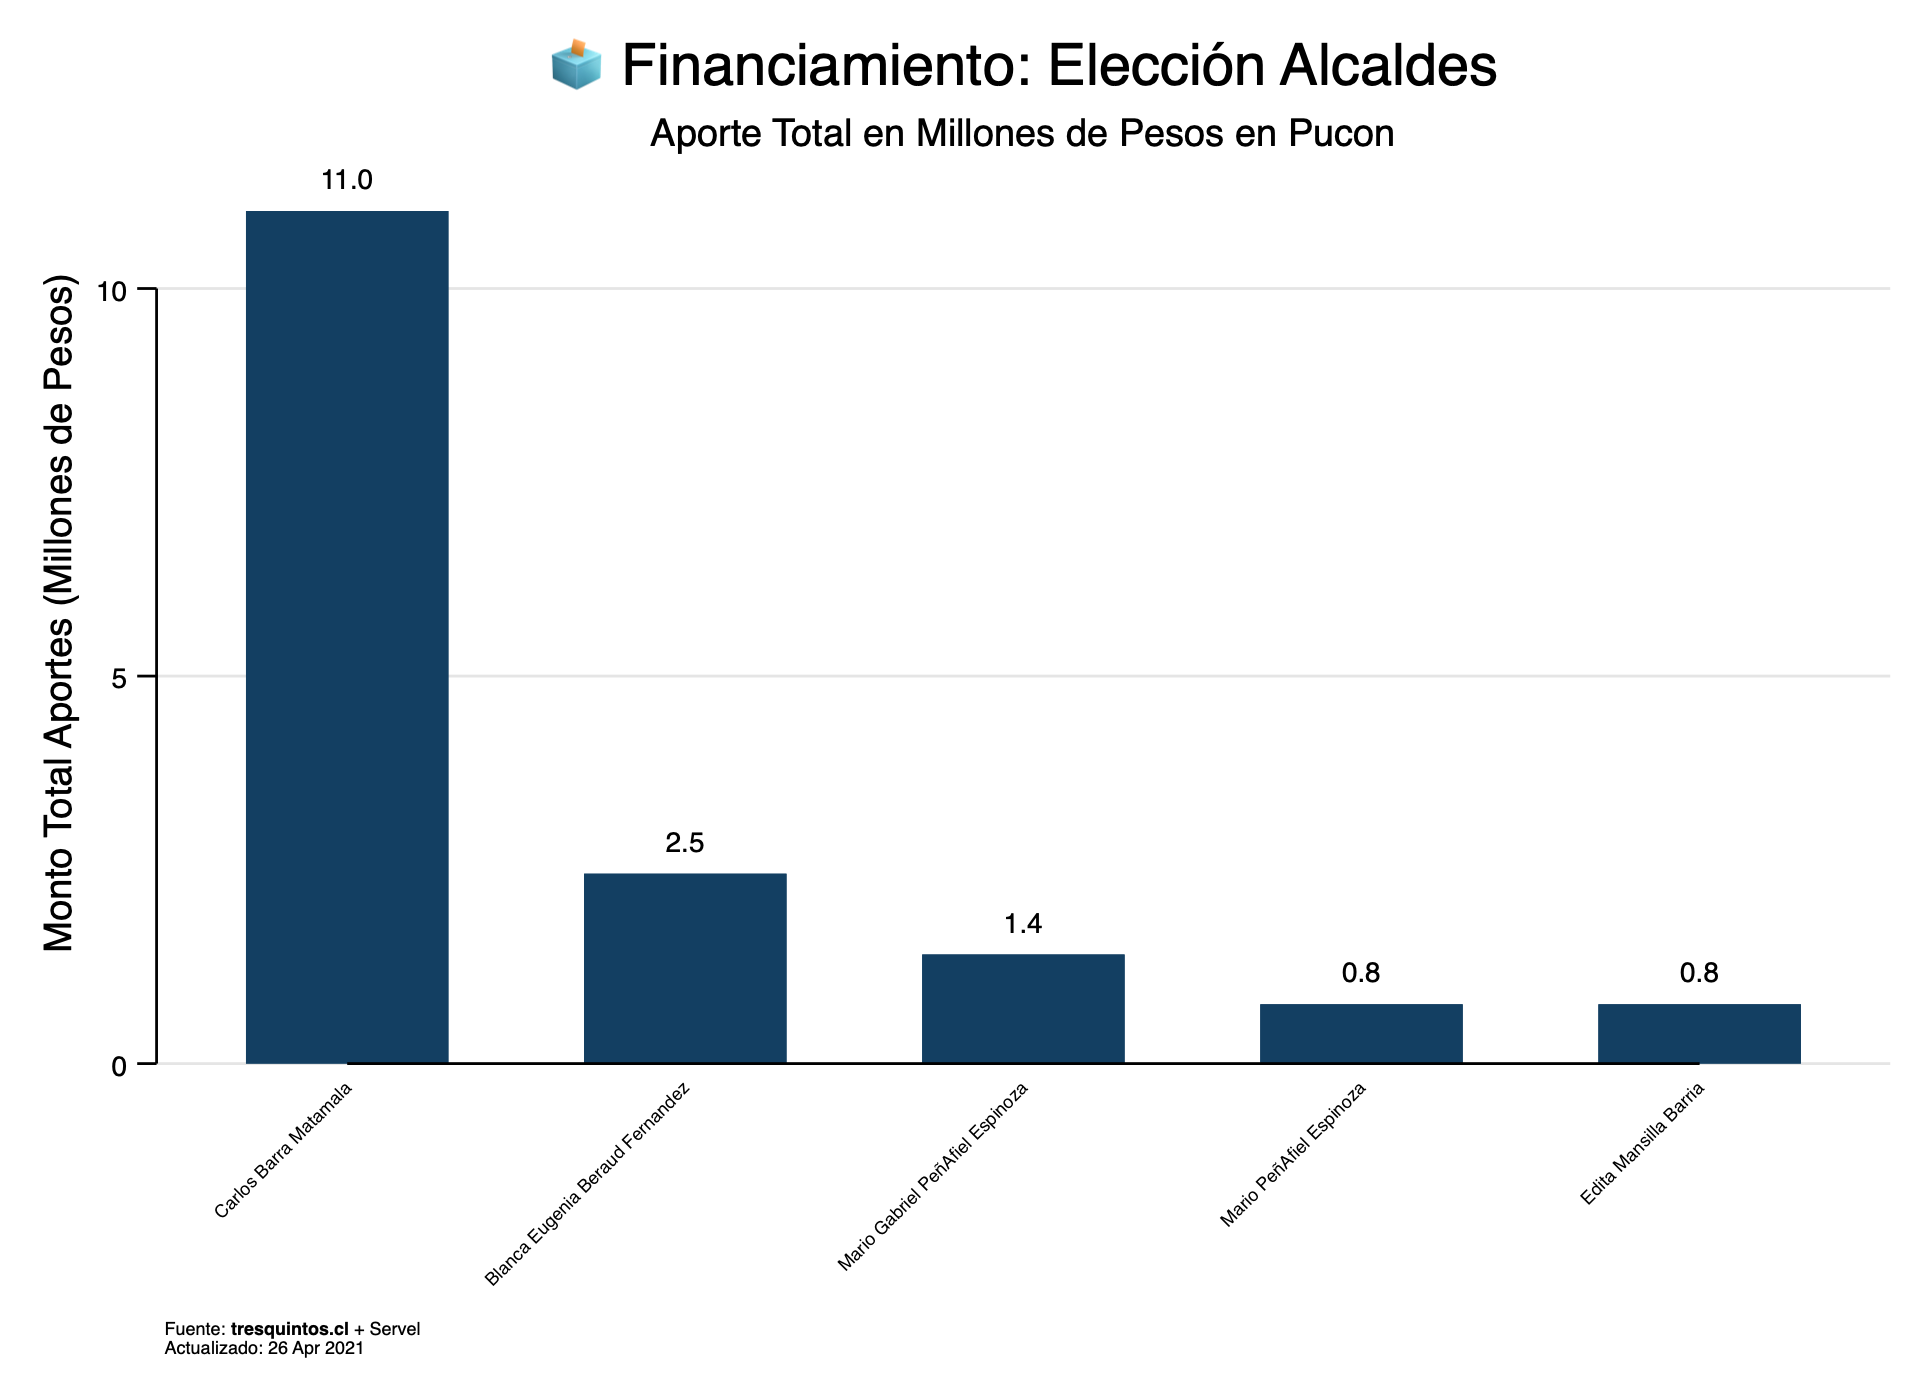 Financiamiento: Elección Alcaldes
Aporte Total en Millones de Pesos en Pucon
Monto Total Aportes (Millones de Pesos)
10
5
0
11.0
2.5
1.4
0.8
0.8
Carlos Barra Matamala
Blanca Eugenia Beraud Fernandez
Mario Gabriel PeñAfiel Espinoza
Mario PeñAfiel Espinoza
Edita Mansilla Barria
Fuente: tresquintos.cl + Servel
Actualizado: 26 Apr 2021